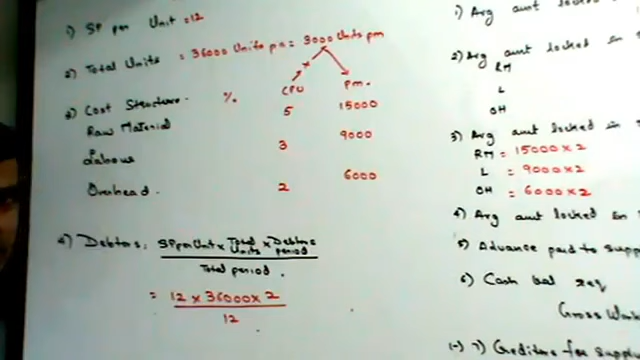 1) SP per Unit = 12
2) Total Units = 36000 Units pa = 3000 Units pm
3) Cost Structure. % CPU pm.
Raw Material 5 15000
Labour 3 9000
Overhead. 2 6000
4) Debtors: SP per Unit x Total Units x Debtors period
Total period.
= 12 x 36000 x 2
12
1) Avg amt locked
2) Avg amt locked in
RM
L
OH
3) Avg amt locked in
RM = 15000 x 2
L = 9000 x 2
OH = 6000 x 2
4) Avg amt locked in
5) Advance paid to
6) Cash bal req
Gross
(-) 7) Creditors for